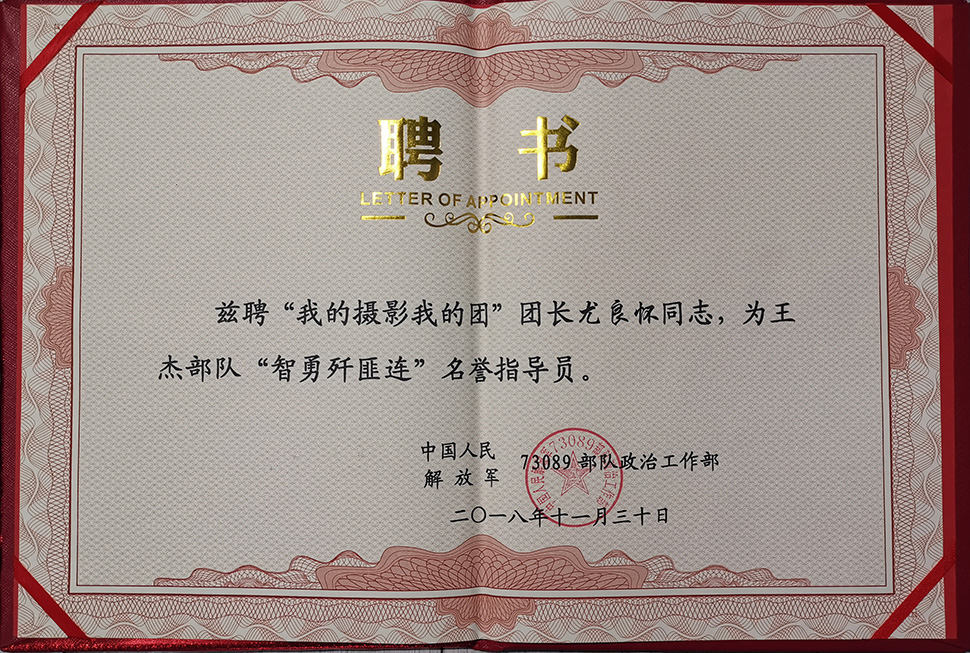 聘 书
LETTER OF APPOINTMENT
兹聘“我的摄影我的团”团长尤良怀同志，为王
杰部队“智勇歼匪连”名誉指导员。
中国人民
解放军 73089部队政治工作部
二〇一八年十一月三十日